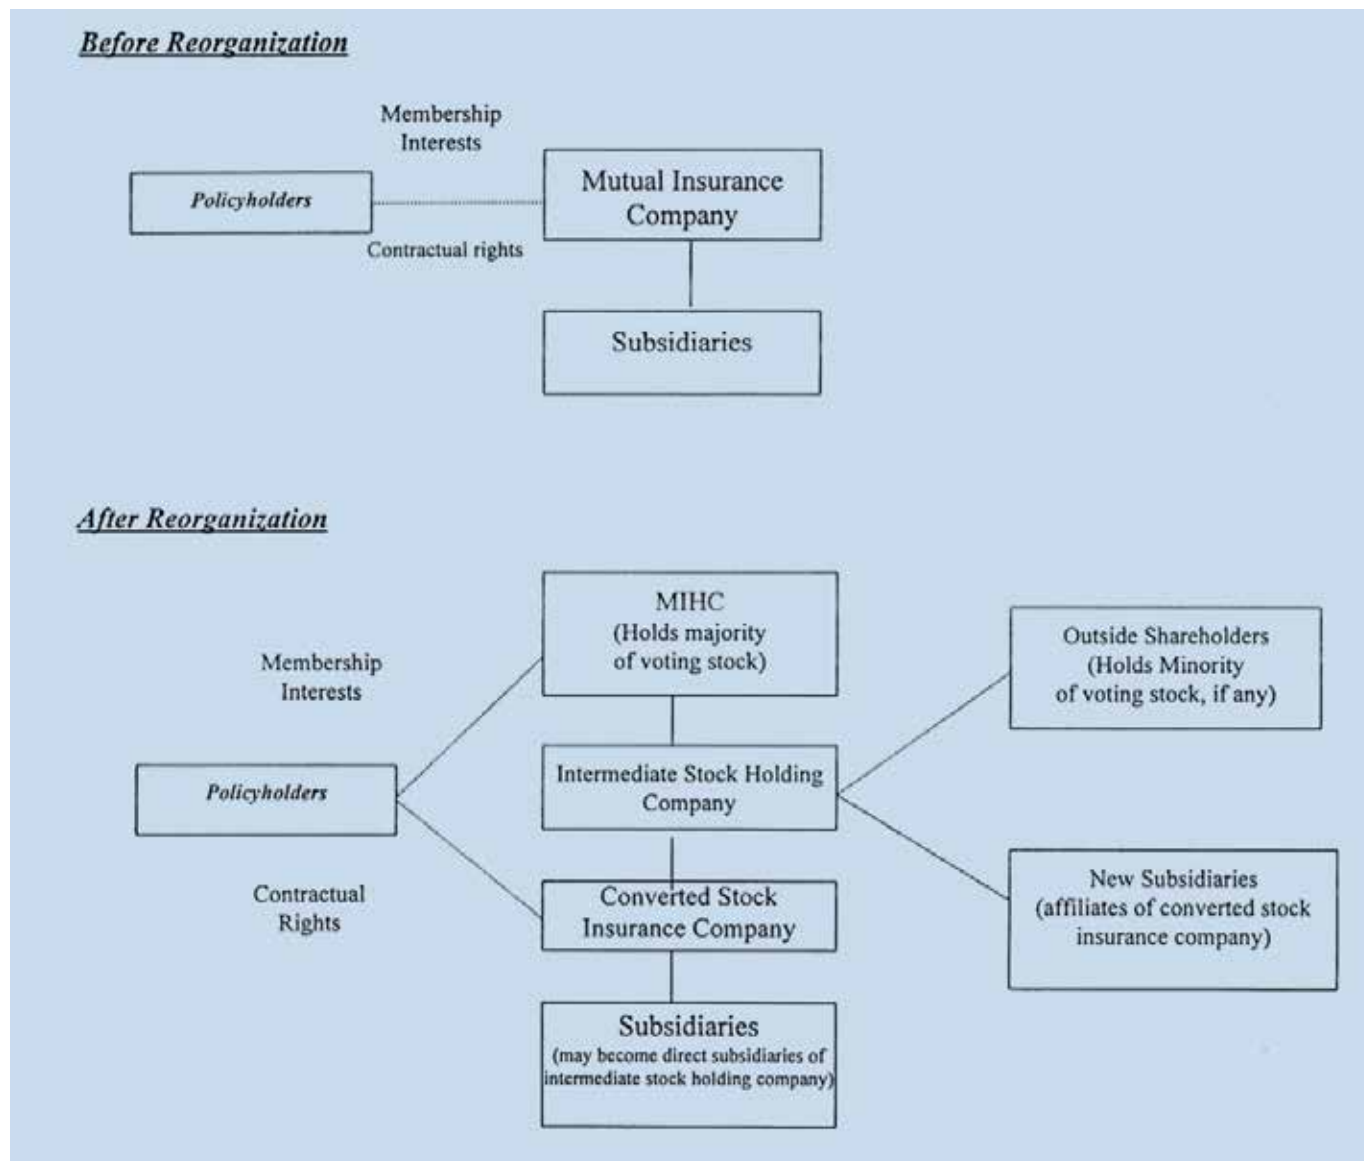 Before Reorganization
Membership
Interests
Policyholders
Mutual Insurance
Company
Contractual rights
Subsidiaries
After Reorganization
MIHC
(Holds majority
of voting stock)
Outside Shareholders
(Holds Minority
of voting stock, if any)
Membership
Interests
Intermediate Stock Holding
Company
Policyholders
New Subsidiaries
(affiliates of converted stock
insurance company)
Contractual
Rights
Converted Stock
Insurance Company
Subsidiaries
(may become direct subsidiaries of
intermediate stock holding company)